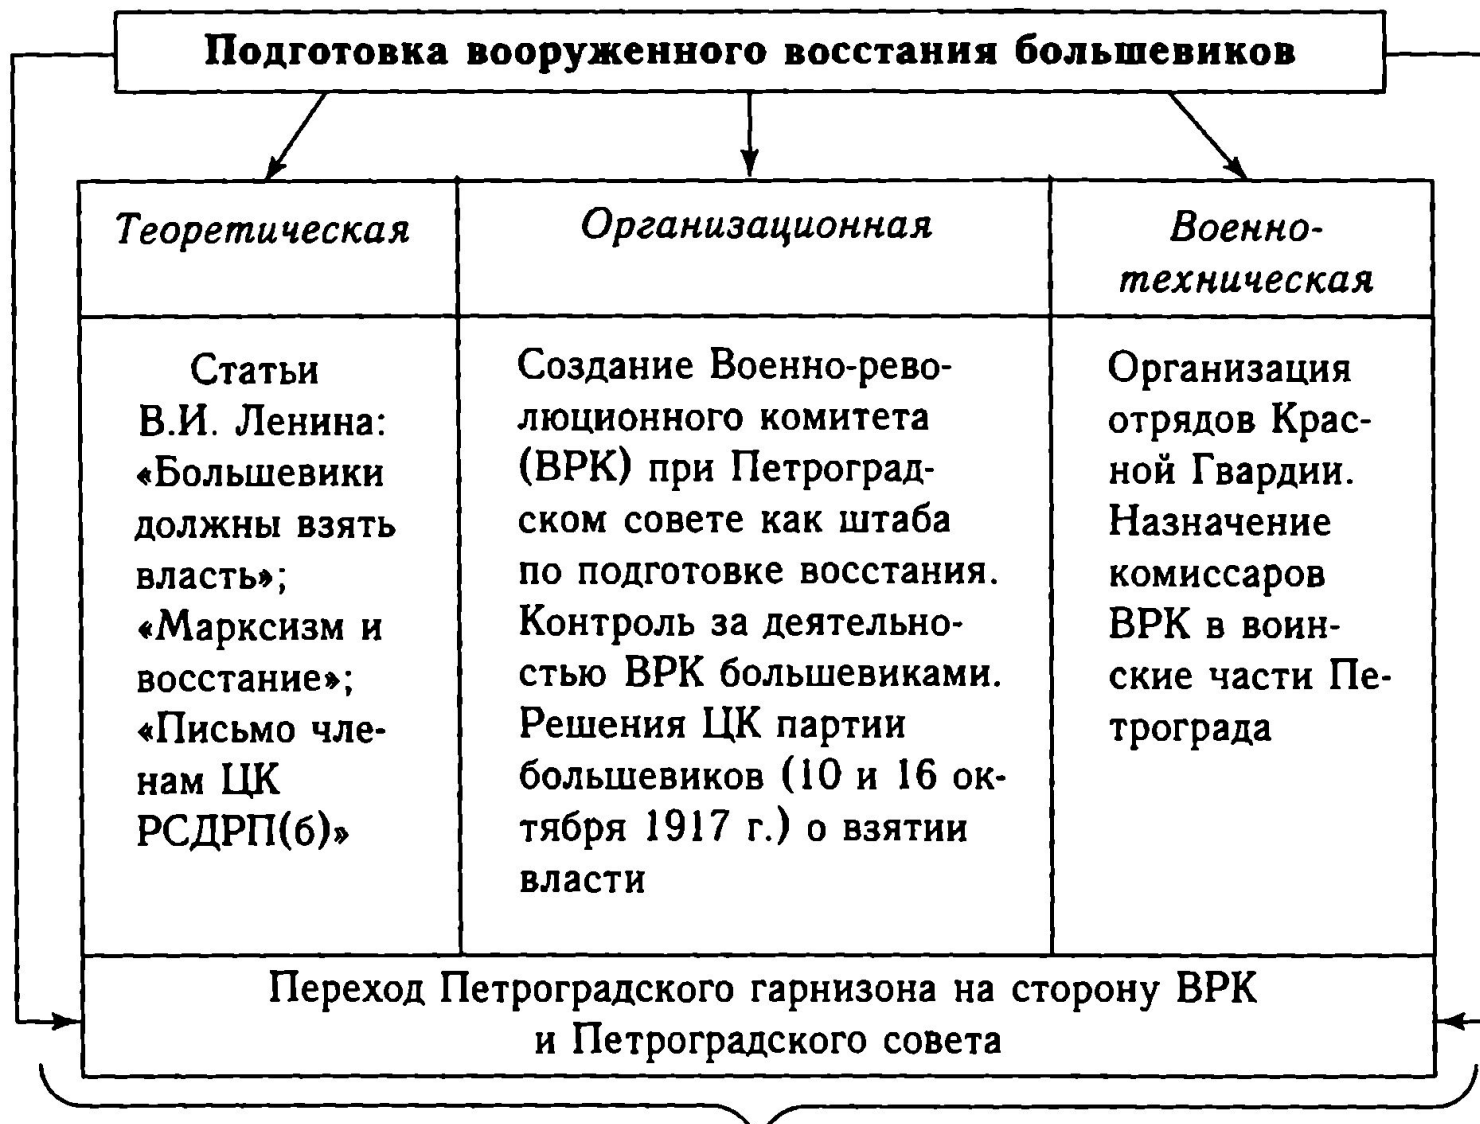 Подготовка вооруженного восстания большевиков
Теоретическая
Организационная
Военно-
техническая
Статьи
В.И. Ленина:
«Большевики
должны взять
власть»;
«Марксизм и
восстание»;
«Письмо чле-
нам ЦК
РСДРП(б)»
Создание Военно-рево-
люционного комитета
(ВРК) при Петроград-
ском совете как штаба
по подготовке восстания.
Контроль за деятельно-
стью ВРК большевиками.
Решения ЦК партии
большевиков (10 и 16 ок-
тября 1917 г.) о взятии
власти
Организация
отрядов Крас-
ной Гвардии.
Назначение
комиссаров
ВРК в воин-
ские части Пе-
трограда
Переход Петроградского гарнизона на сторону ВРК
и Петроградского совета